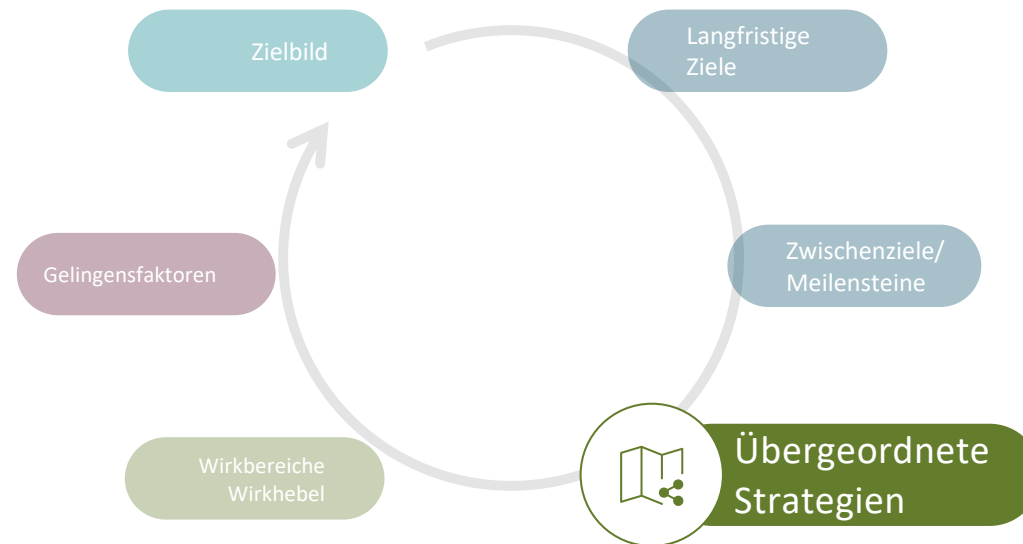 Zielbild
Langfristige
Ziele
Zwischenziele/
Meilensteine
Übergeordnete
Strategien
Wirkbereiche
Wirkhebel
Gelingensfaktoren